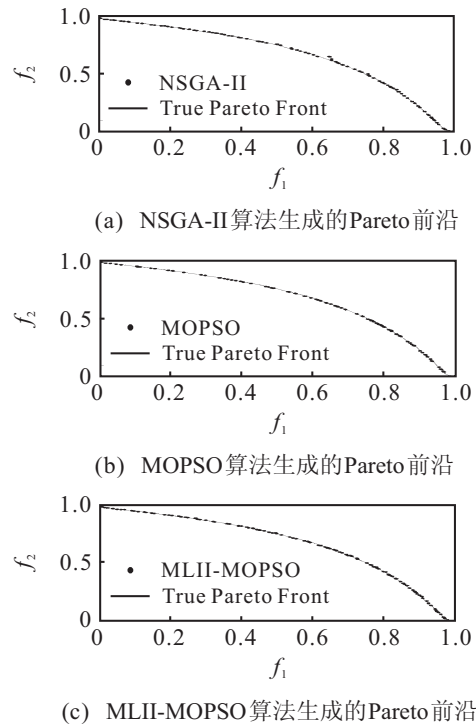 1.0
f₂
0.5
NSGA-II
True Pareto Front
0
0 0.2 0.4 0.6 0.8 1.0
f₁
(a) NSGA-II算法生成的Pareto前沿
1.0
f₂
0.5
MOPSO
True Pareto Front
0
0 0.2 0.4 0.6 0.8 1.0
f₁
(b) MOPSO算法生成的Pareto前沿
1.0
f₂
0.5
MLII-MOPSO
True Pareto Front
0
0 0.2 0.4 0.6 0.8 1.0
f₁
(c) MLII-MOPSO算法生成的Pareto前沿